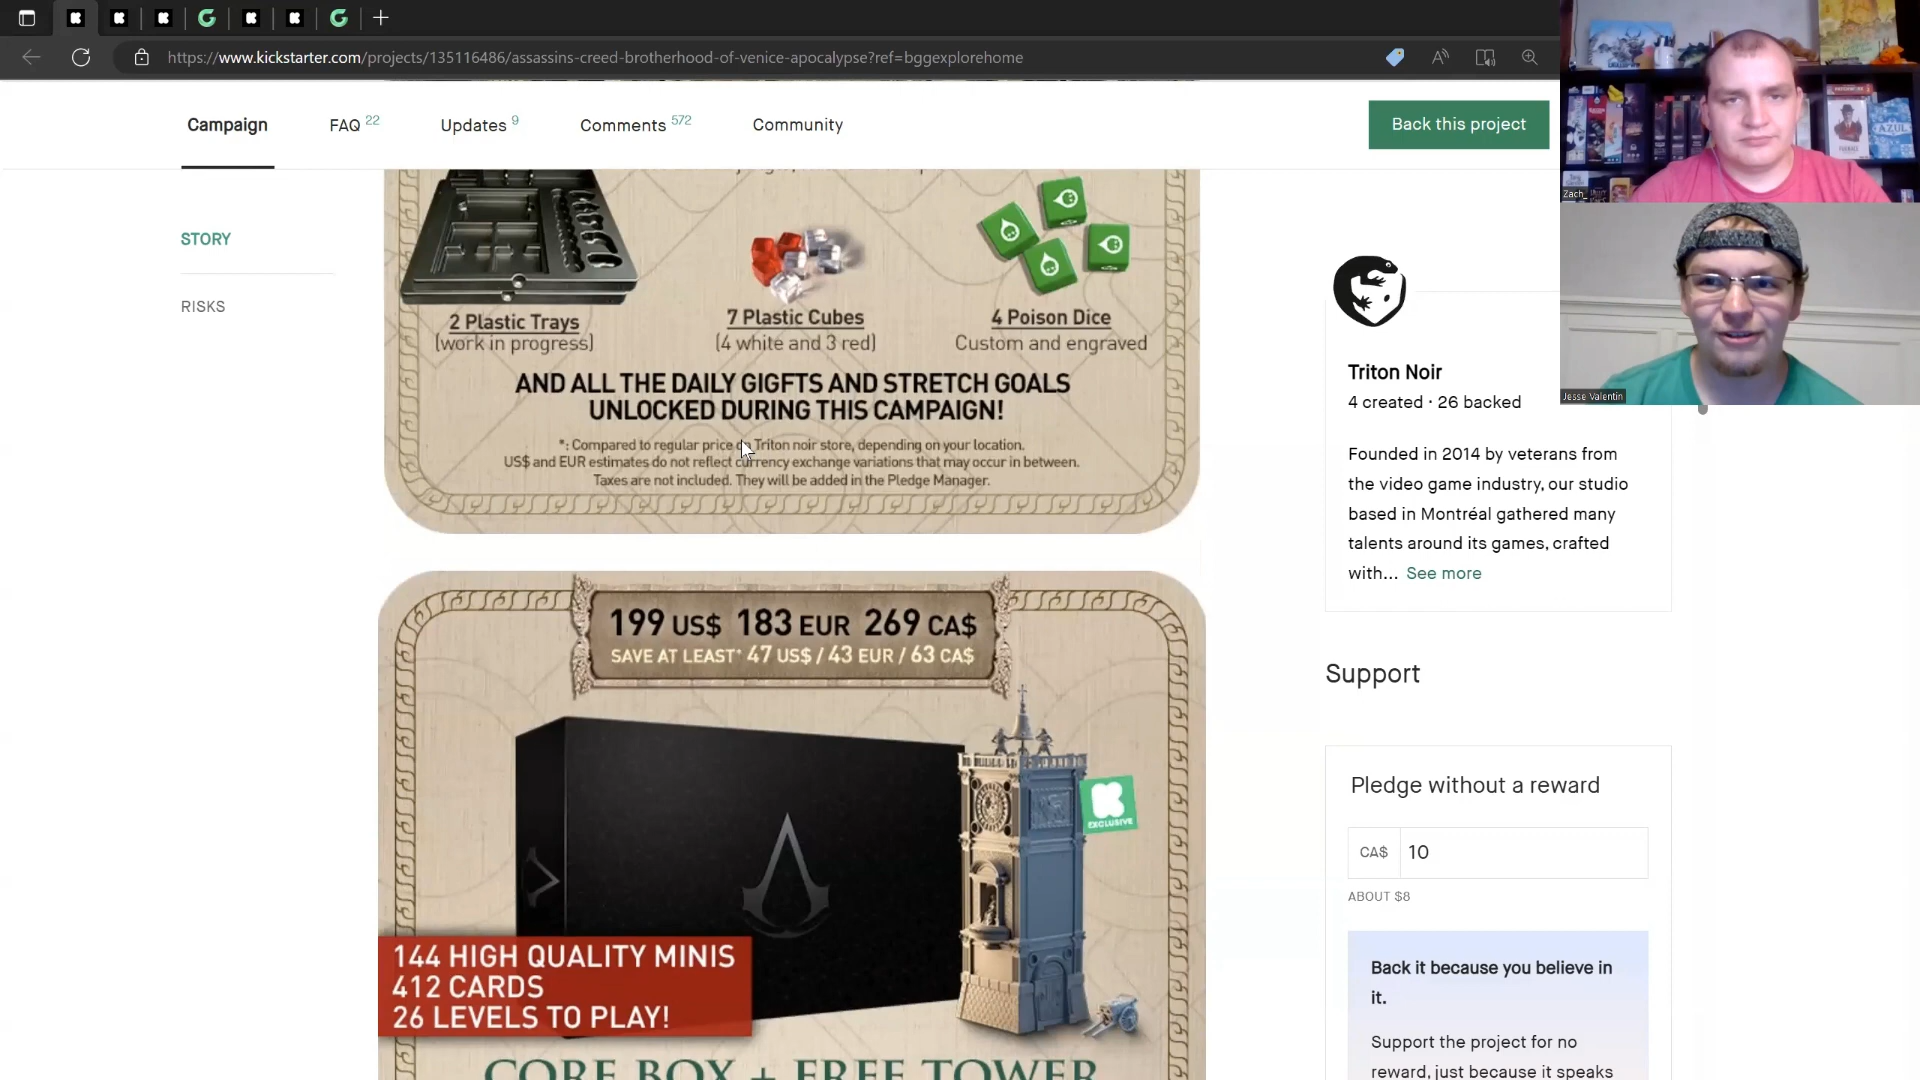 https://www.kickstarter.com/projects/135116486/assassins-creed-brotherhood-of-venice-apocalypse?ref=bggexplorehome
Campaign
FAQ 22
Updates 9
Comments 572
Community
Back this project
STORY
RISKS
2 Plastic Trays
(work in progress)
7 Plastic Cubes
(4 white and 3 red)
4 Poison Dice
Custom and engraved
AND ALL THE DAILY GIGFTS AND STRETCH GOALS
UNLOCKED DURING THIS CAMPAIGN!
*: Compared to regular price on Triton noir store, depending on your location.
US$ and EUR estimates do not reflect currency exchange variations that may occur in between.
Taxes are not included. They will be added in the Pledge Manager.
199 US$ 183 EUR 269 CA$
SAVE AT LEAST* 47 US$ / 43 EUR / 63 CA$
EXCLUSIVE
144 HIGH QUALITY MINIS
412 CARDS
26 LEVELS TO PLAY!
CORE BOX + FREE TOWER
Triton Noir
4 created · 26 backed
Founded in 2014 by veterans from
the video game industry, our studio
based in Montréal gathered many
talents around its games, crafted
with... See more
Support
Pledge without a reward
CA$ 10
ABOUT $8
Back it because you believe in
it.
Support the project for no
reward, just because it speaks
Zach_
AZUL
Jesse Valentin